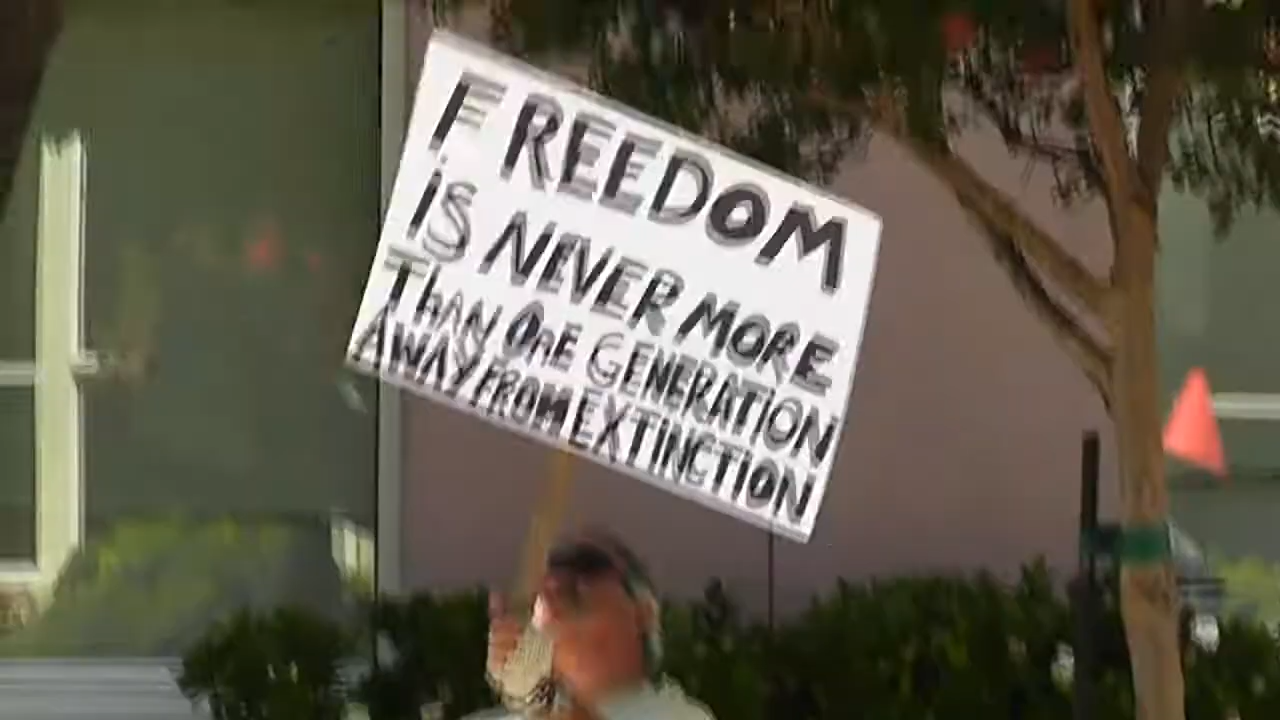 FREEDOM
iS NEVER MORE
ThAN ONE GENERATION
AWAY FROM EXTINCTION